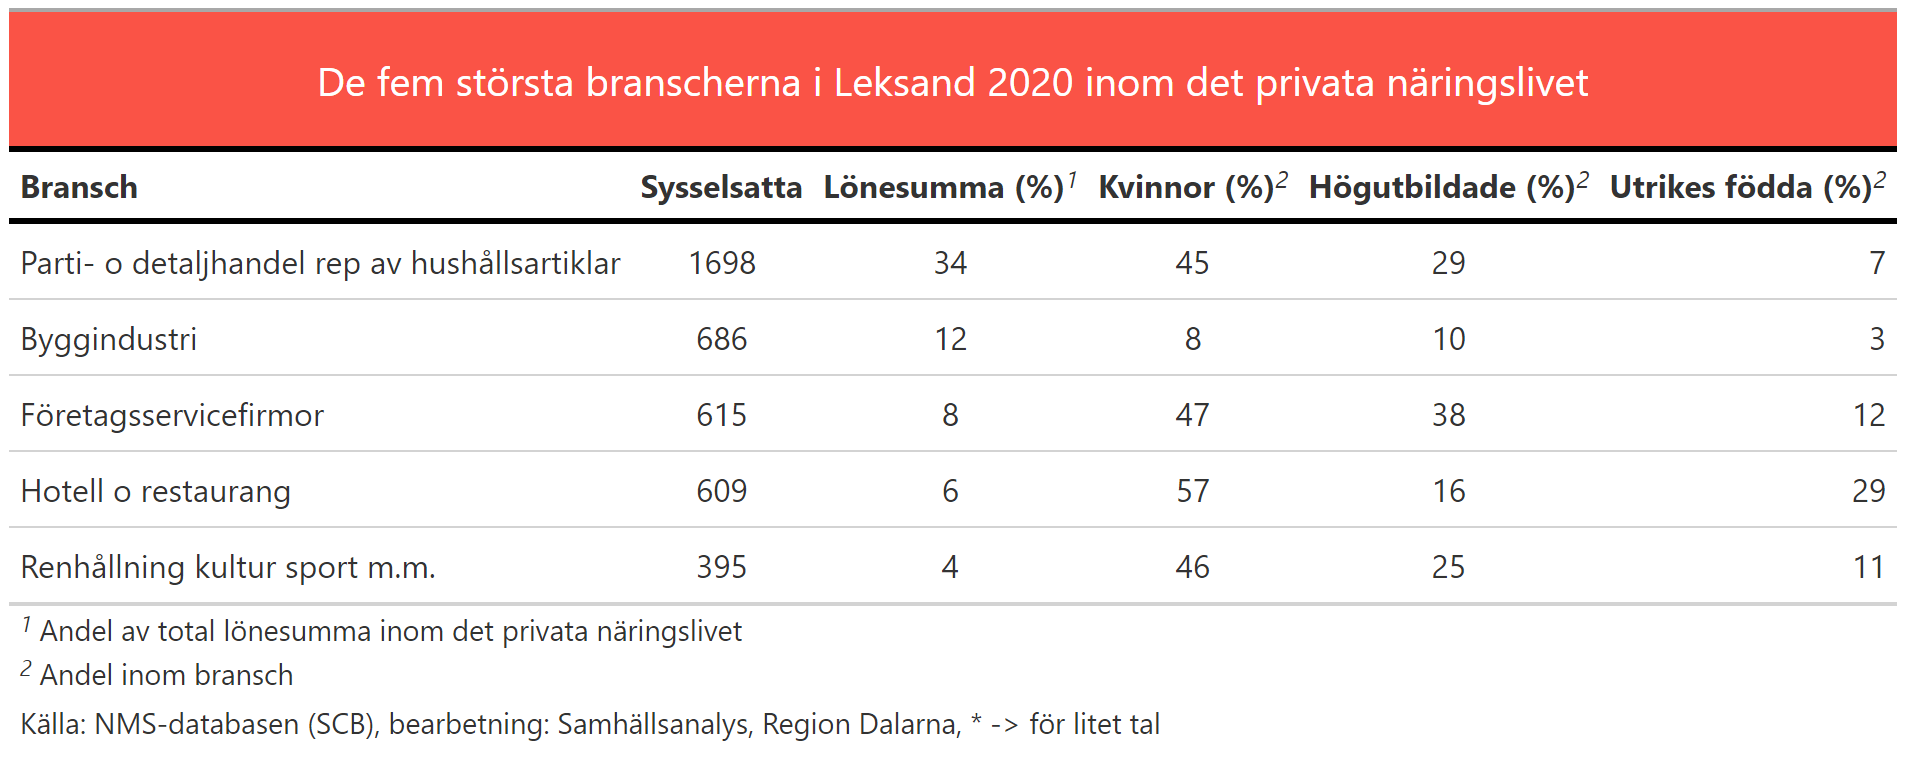 De fem största branscherna i Leksand 2020 inom det privata näringslivet
Bransch Sysselsatta Lönesumma (%)1 Kvinnor (%)2 Högutbildade (%)2 Utrikes födda (%)2
Parti- o detaljhandel rep av hushållsartiklar 1698 34 45 29 7
Byggindustri 686 12 8 10 3
Företagsservicefirmor 615 8 47 38 12
Hotell o restaurang 609 6 57 16 29
Renhållning kultur sport m.m. 395 4 46 25 11
1 Andel av total lönesumma inom det privata näringslivet
2 Andel inom bransch
Källa: NMS-databasen (SCB), bearbetning: Samhällsanalys, Region Dalarna, * -> för litet tal